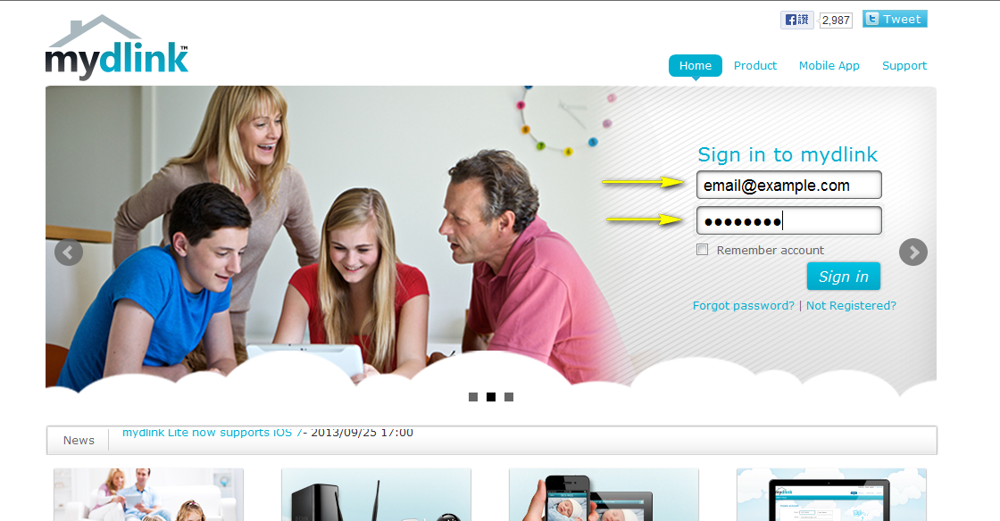 讚 2,987 Tweet
mydlink™
Home Product Mobile App Support
Sign in to mydlink
email@example.com
●●●●●●●●
Remember account
Sign in
Forgot password? | Not Registered?
News mydlink Lite now supports iOS 7- 2013/09/25 17:00
mydlink